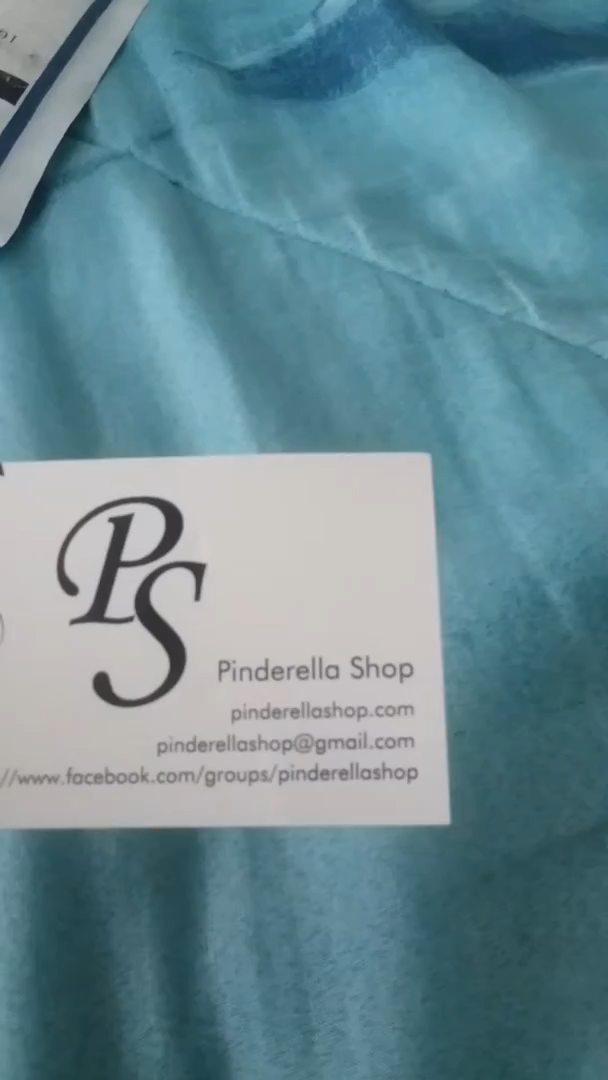 PS
Pinderella Shop
pinderellashop.com
pinderellashop@gmail.com
//www.facebook.com/groups/pinderellashop